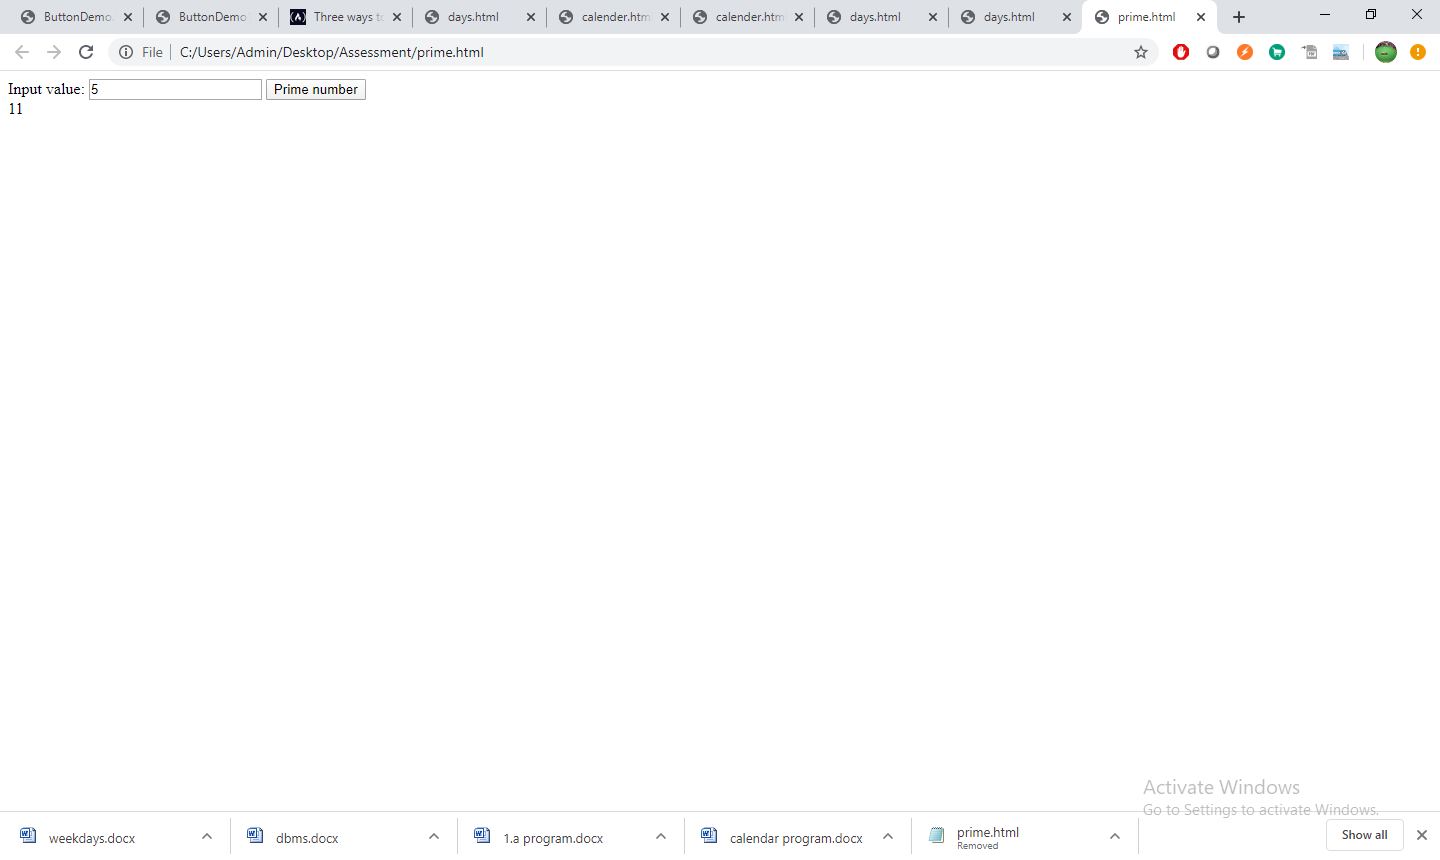 ButtonDemo
ButtonDemo
Three ways to
days.html
calender.htm
calender.htm
days.html
days.html
prime.html
File
C:/Users/Admin/Desktop/Assessment/prime.html
Input value: 5 Prime number
11
Activate Windows
Go to Settings to activate Windows.
weekdays.docx
dbms.docx
1.a program.docx
calendar program.docx
prime.html
Removed
Show all